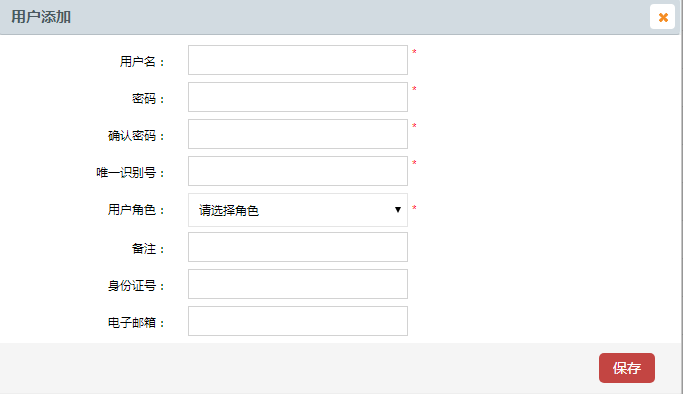 用户添加
用户名：
*
密码：
*
确认密码：
*
唯一识别号：
*
用户角色：
请选择角色
*
备注：
身份证号：
电子邮箱：
保存